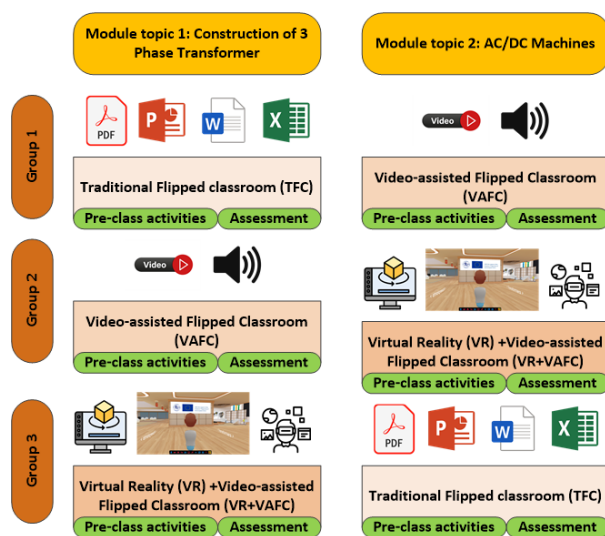 Module topic 1: Construction of 3
Phase Transformer
Module topic 2: AC/DC Machines
Group 1
PDF
P
W
X
Traditional Flipped classroom (TFC)
Pre-class activities
Assessment
Video
Video-assisted Flipped Classroom
(VAFC)
Pre-class activities
Assessment
Group 2
Video
Video-assisted Flipped Classroom
(VAFC)
Pre-class activities
Assessment
Virtual Reality (VR) +Video-assisted
Flipped Classroom (VR+VAFC)
Pre-class activities
Assessment
Group 3
Virtual Reality (VR) +Video-assisted
Flipped Classroom (VR+VAFC)
Pre-class activities
Assessment
PDF
P
W
X
Traditional Flipped classroom (TFC)
Pre-class activities
Assessment